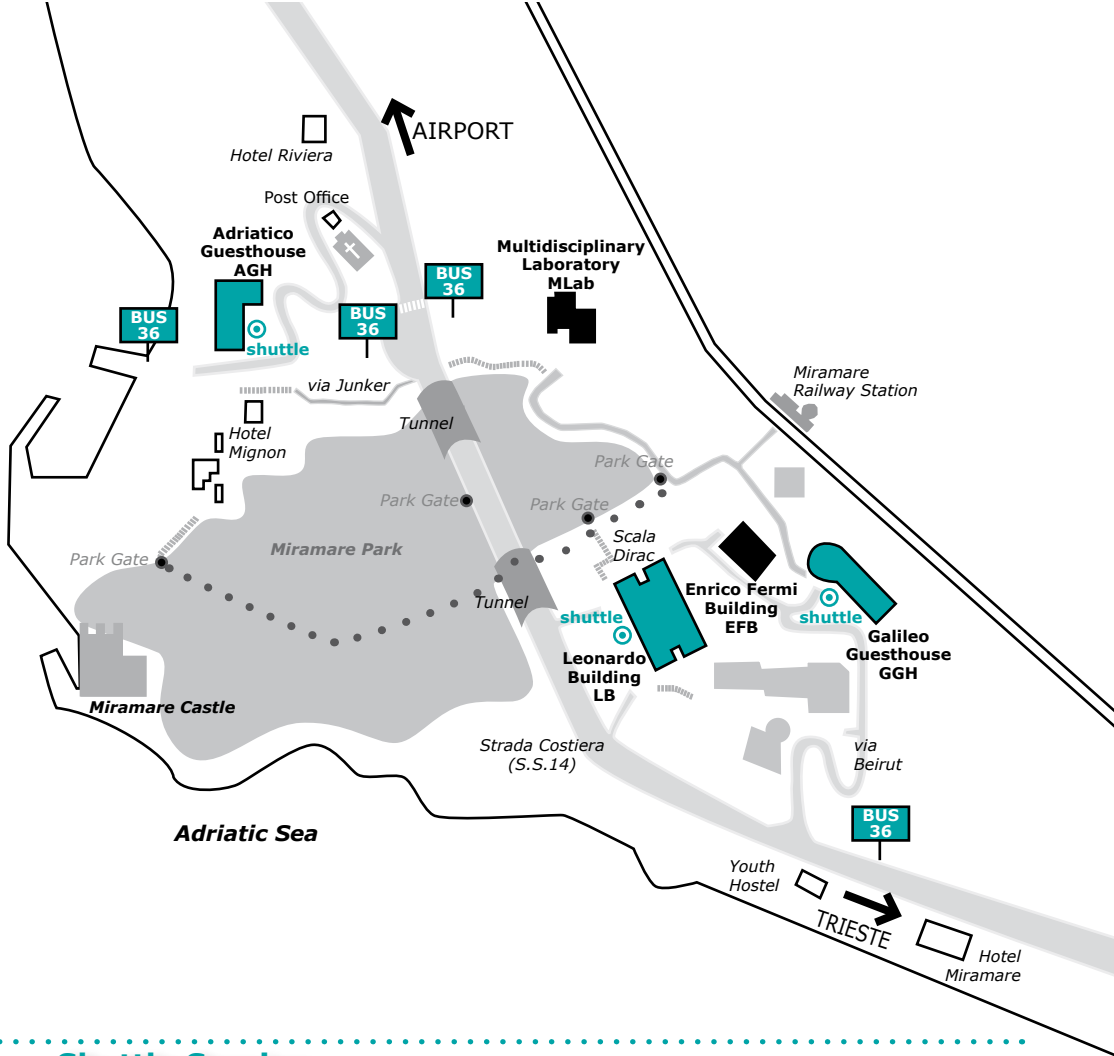 AIRPORT
Hotel Riviera
Post Office
Adriatico
Guesthouse
AGH
Multidisciplinary
Laboratory
MLab
BUS
36
BUS
36
BUS
36
shuttle
via Junker
Miramare
Railway Station
Tunnel
Hotel
Mignon
Park Gate
Park Gate
Park Gate
Scala
Dirac
Miramare Park
Park Gate
Enrico Fermi
Building
EFB
Tunnel
shuttle
shuttle
Leonardo
Building
LB
Galileo
Guesthouse
GGH
Miramare Castle
Strada Costiera
(S.S.14)
via
Beirut
BUS
36
Adriatic Sea
Youth
Hostel
TRIESTE
Hotel
Miramare